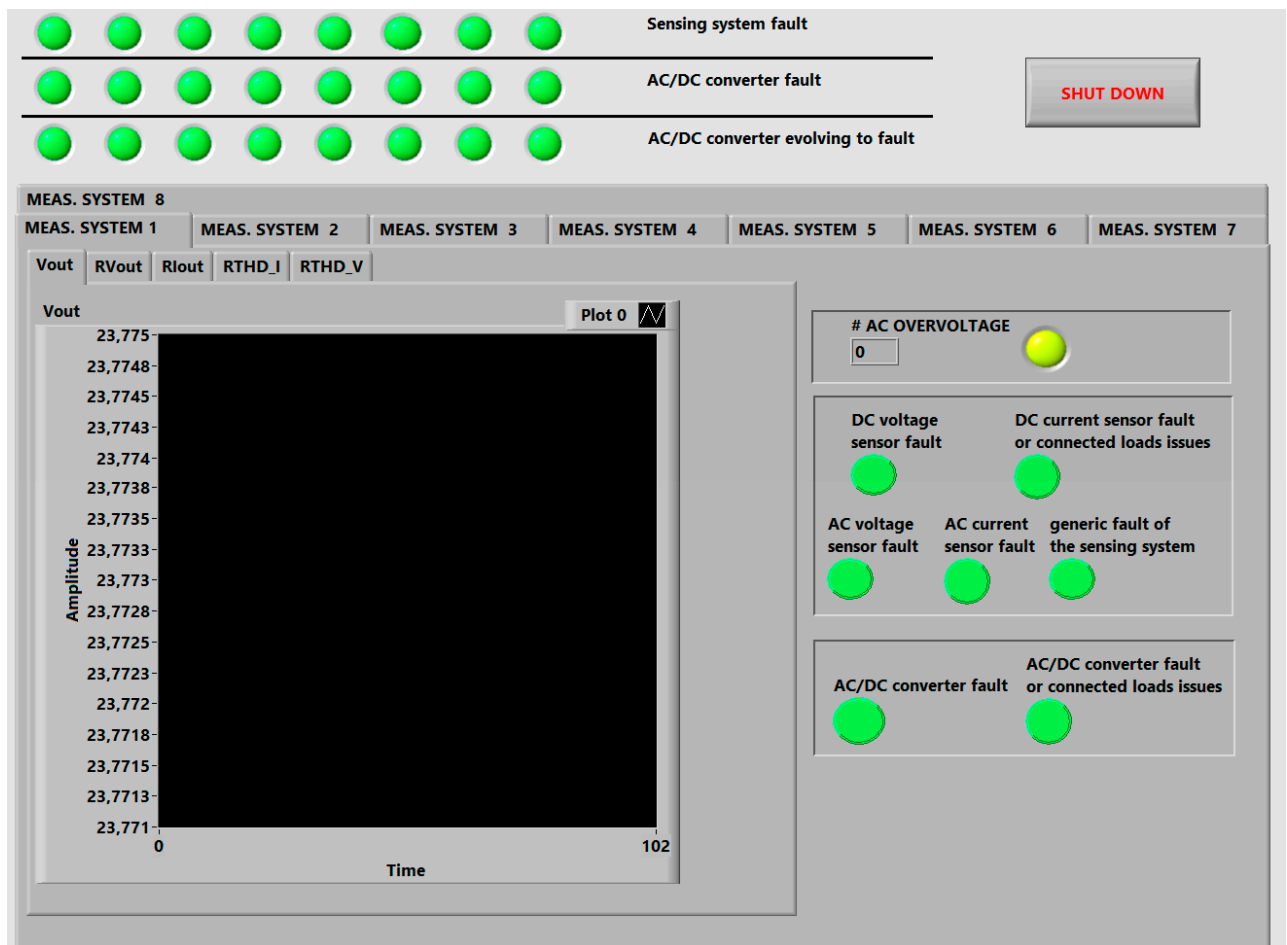 Sensing system fault
AC/DC converter fault
SHUT DOWN
AC/DC converter evolving to fault
MEAS. SYSTEM  8
MEAS. SYSTEM 1
MEAS. SYSTEM  2
MEAS. SYSTEM  3
MEAS. SYSTEM  4
MEAS. SYSTEM  5
MEAS. SYSTEM  6
MEAS. SYSTEM  7
Vout
RVout
RIout
RTHD_I
RTHD_V
Vout
Plot 0
23,775
23,7748
23,7745
23,7743
23,774
23,7738
23,7735
23,7733
23,773
23,7728
23,7725
23,7723
23,772
23,7718
23,7715
23,7713
23,771
Amplitude
0
102
Time
# AC OVERVOLTAGE
0
DC voltage
sensor fault
DC current sensor fault
or connected loads issues
AC voltage
sensor fault
AC current
sensor fault
generic fault of
the sensing system
AC/DC converter fault
AC/DC converter fault
or connected loads issues